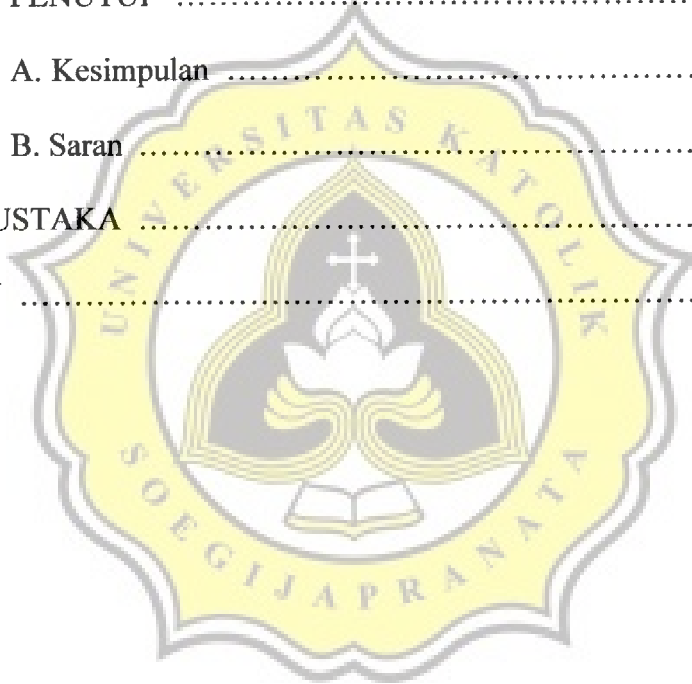 PENUTUP ........................................................
A. Kesimpulan ..................................................
B. Saran ........................................................
USTAKA ........................................................
UNIVERSITAS KATOLIK
SOEGIJAPRANATA